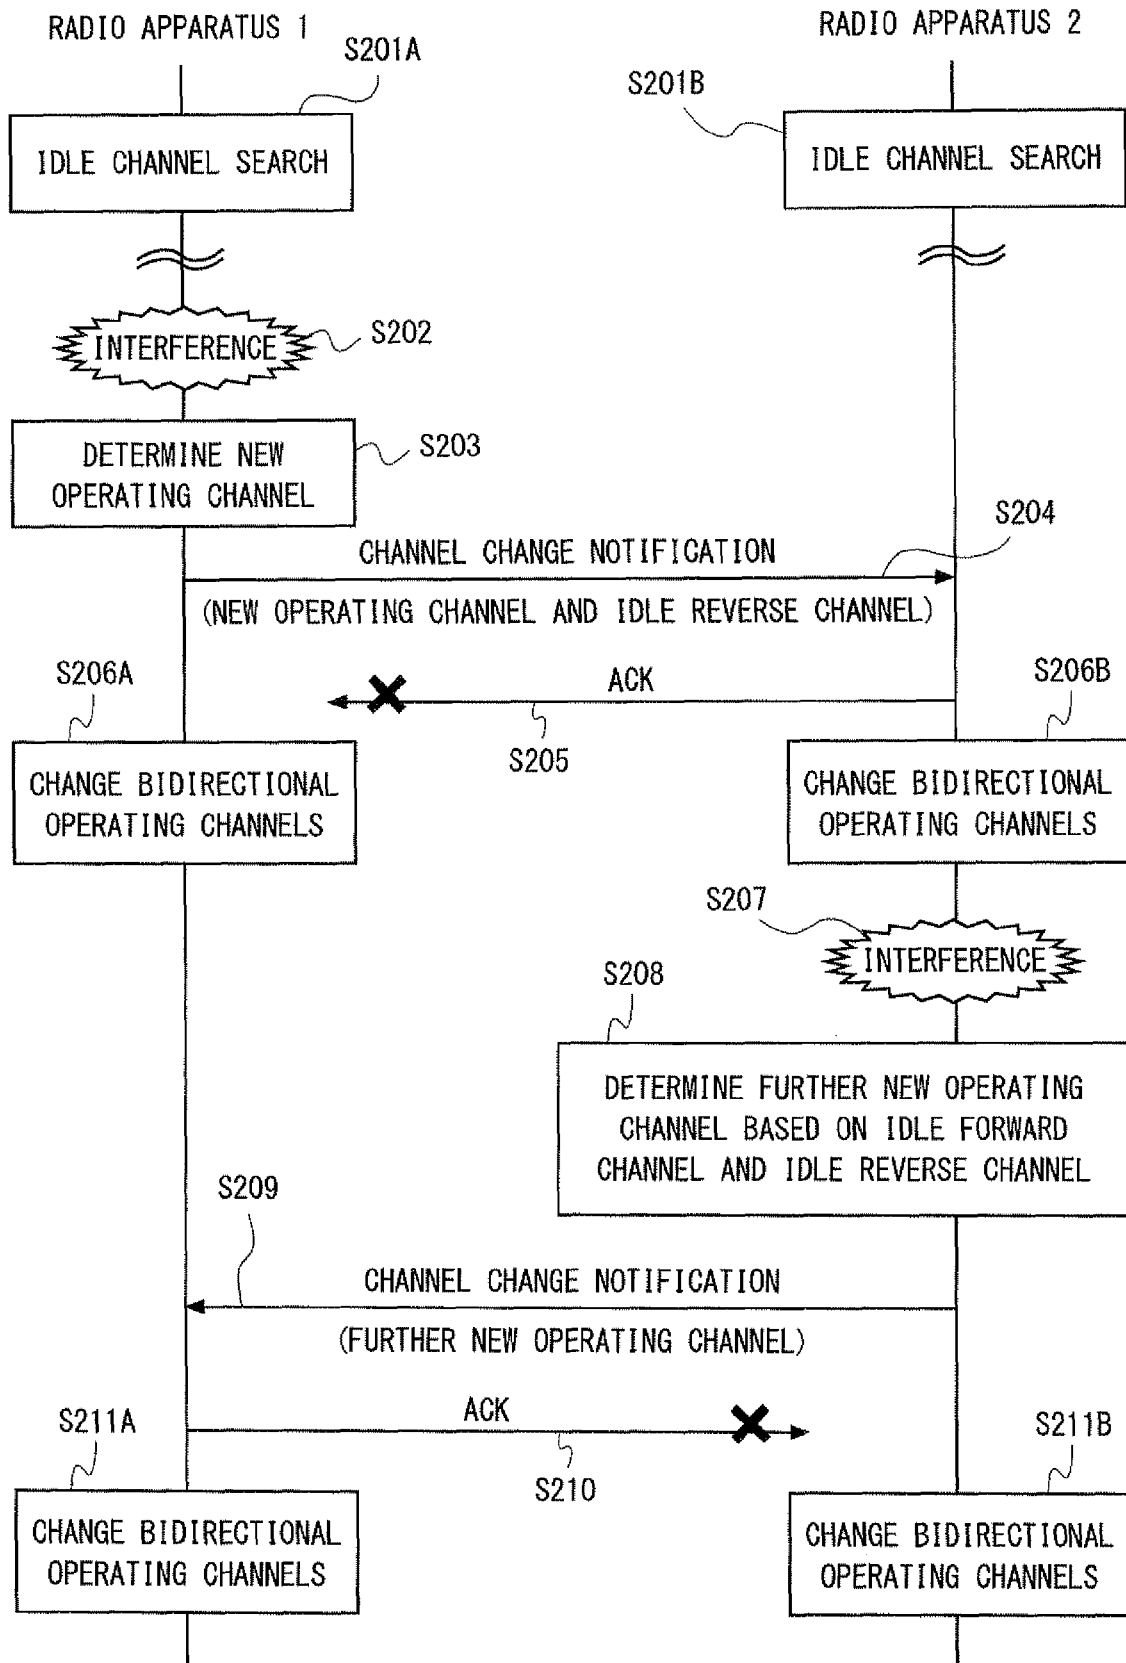 RADIO APPARATUS 1
RADIO APPARATUS 2
S201A
S201B
IDLE CHANNEL SEARCH
IDLE CHANNEL SEARCH
INTERFERENCE
S202
DETERMINE NEW
OPERATING CHANNEL
S203
S204
CHANNEL CHANGE NOTIFICATION
(NEW OPERATING CHANNEL AND IDLE REVERSE CHANNEL)
S206A
ACK
S206B
S205
CHANGE BIDIRECTIONAL
OPERATING CHANNELS
CHANGE BIDIRECTIONAL
OPERATING CHANNELS
S207
INTERFERENCE
S208
DETERMINE FURTHER NEW OPERATING
CHANNEL BASED ON IDLE FORWARD
CHANNEL AND IDLE REVERSE CHANNEL
S209
CHANNEL CHANGE NOTIFICATION
(FURTHER NEW OPERATING CHANNEL)
S211A
ACK
S211B
S210
CHANGE BIDIRECTIONAL
OPERATING CHANNELS
CHANGE BIDIRECTIONAL
OPERATING CHANNELS